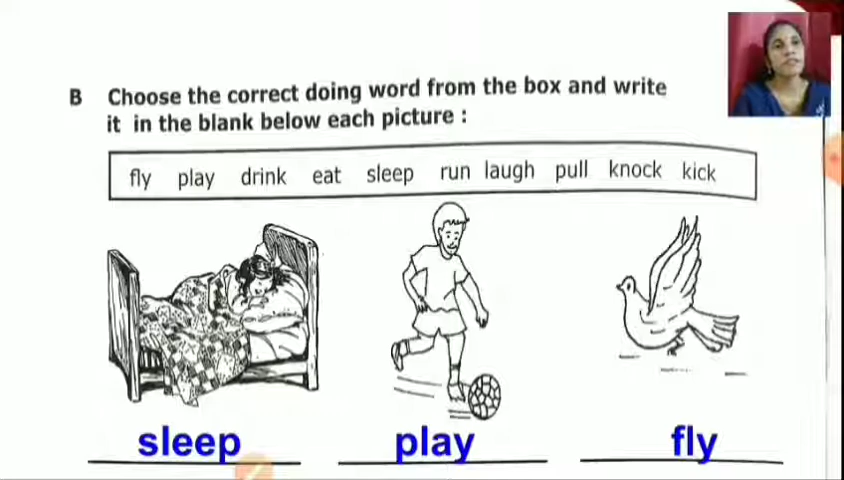 B Choose the correct doing word from the box and write
it in the blank below each picture :
fly play drink eat sleep run laugh pull knock kick
sleep play fly